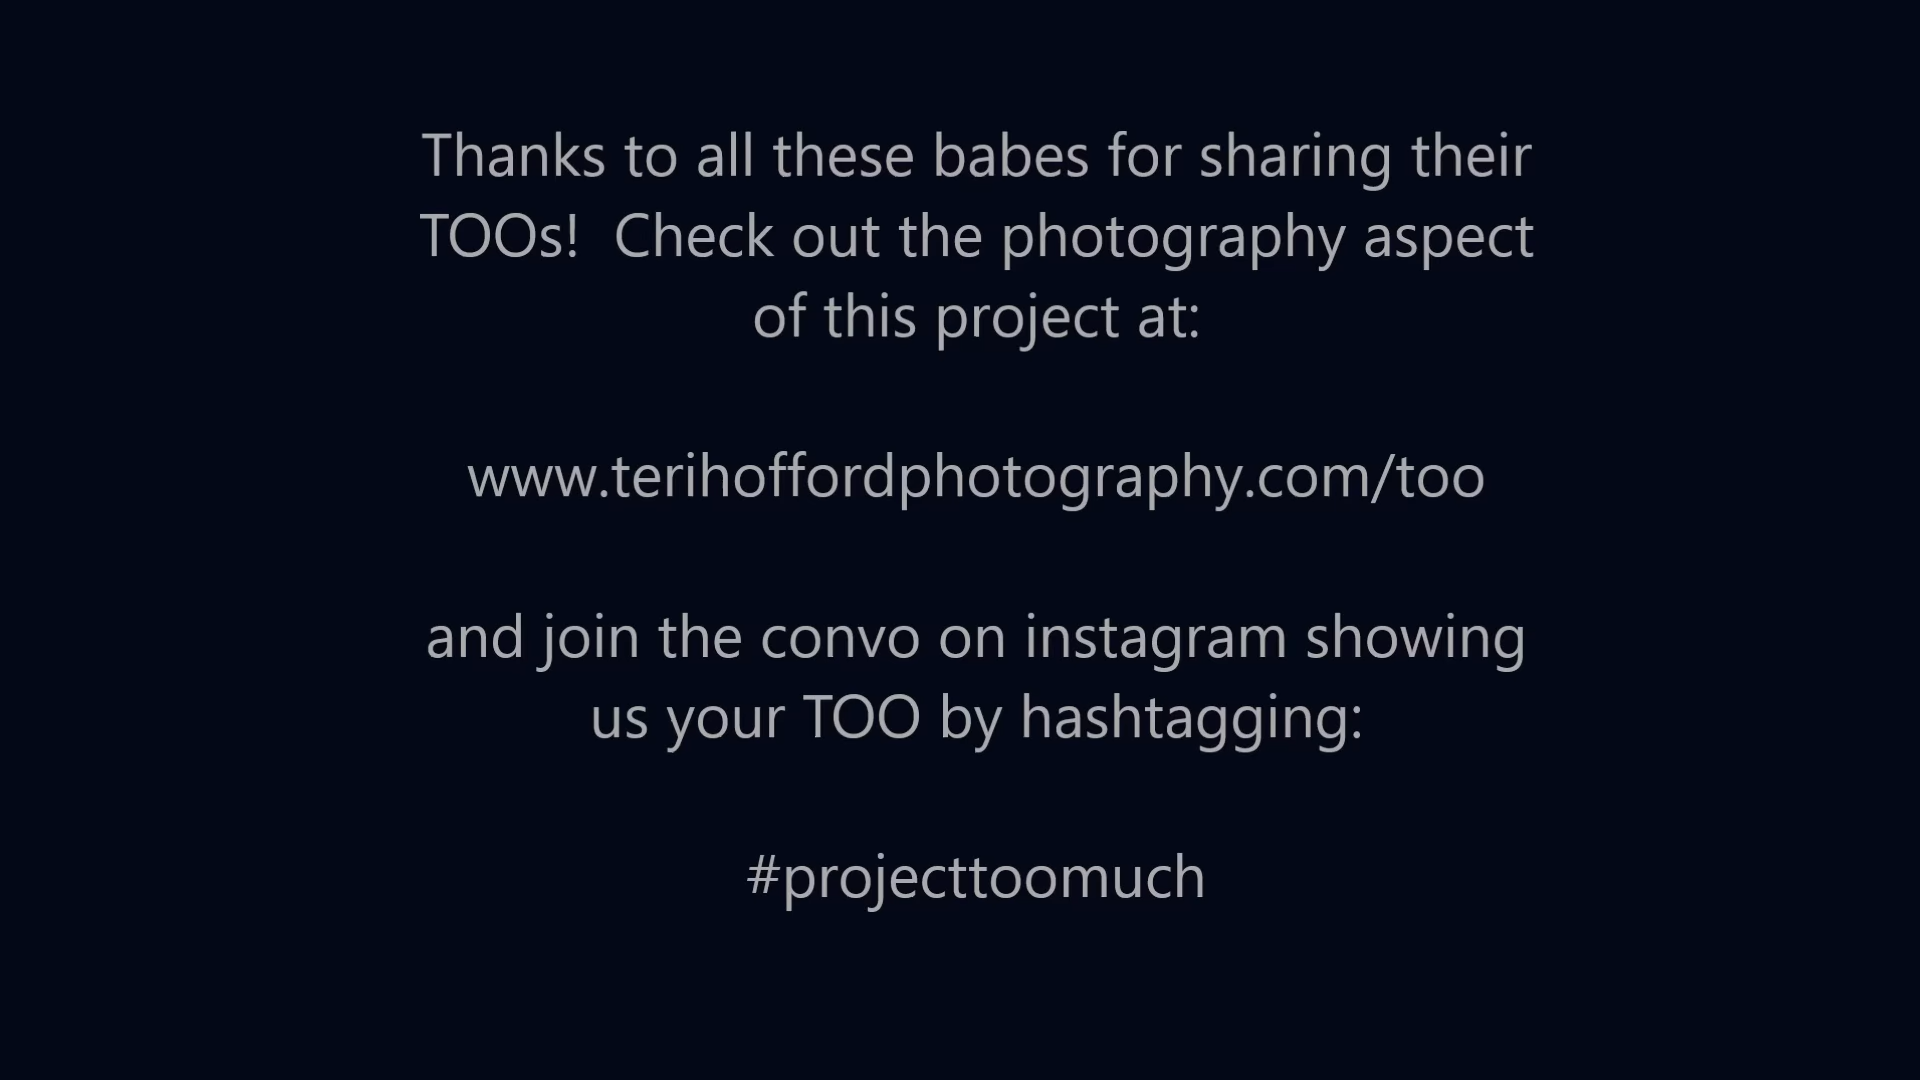 Thanks to all these babes for sharing their
TOOs!  Check out the photography aspect
of this project at:
www.terihoffordphotography.com/too
and join the convo on instagram showing
us your TOO by hashtagging:
#projecttoomuch